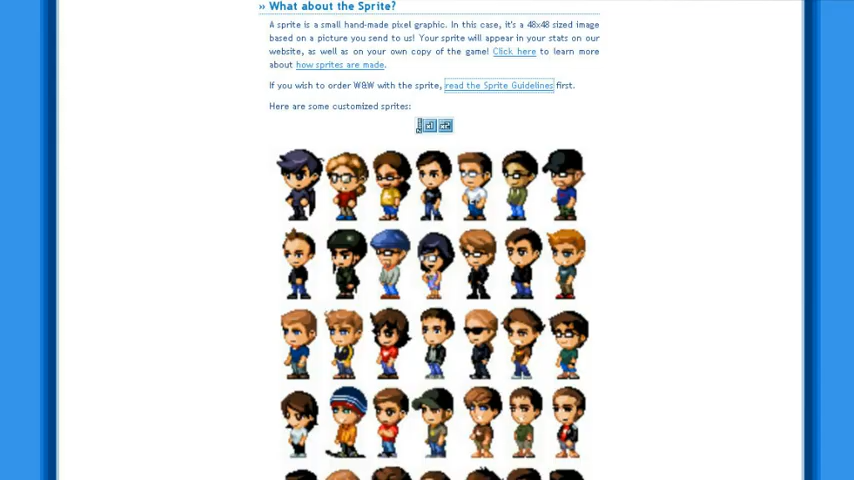 » What about the Sprite?
A sprite is a small hand-made pixel graphic. In this case, it's a 48x48 sized image
based on a picture you send to us! Your sprite will appear in your stats on our
website, as well as on your own copy of the game! Click here to learn more
about how sprites are made.
If you wish to order W&W with the sprite, read the Sprite Guidelines first.
Here are some customized sprites: